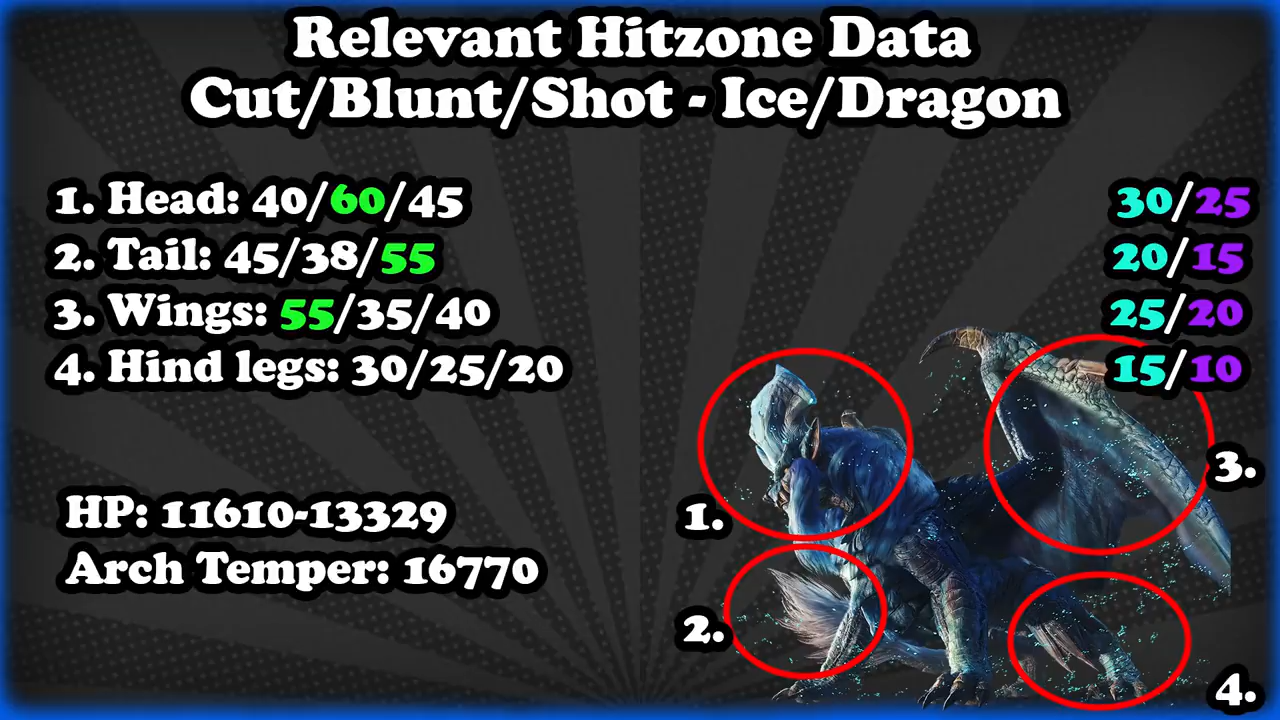 Relevant Hitzone Data
Cut/Blunt/Shot - Ice/Dragon
1. Head: 40/60/45 30/25
2. Tail: 45/38/55 20/15
3. Wings: 55/35/40 25/20
4. Hind legs: 30/25/20 15/10
3.
HP: 11610-13329
1.
Arch Temper: 16770
2.
4.